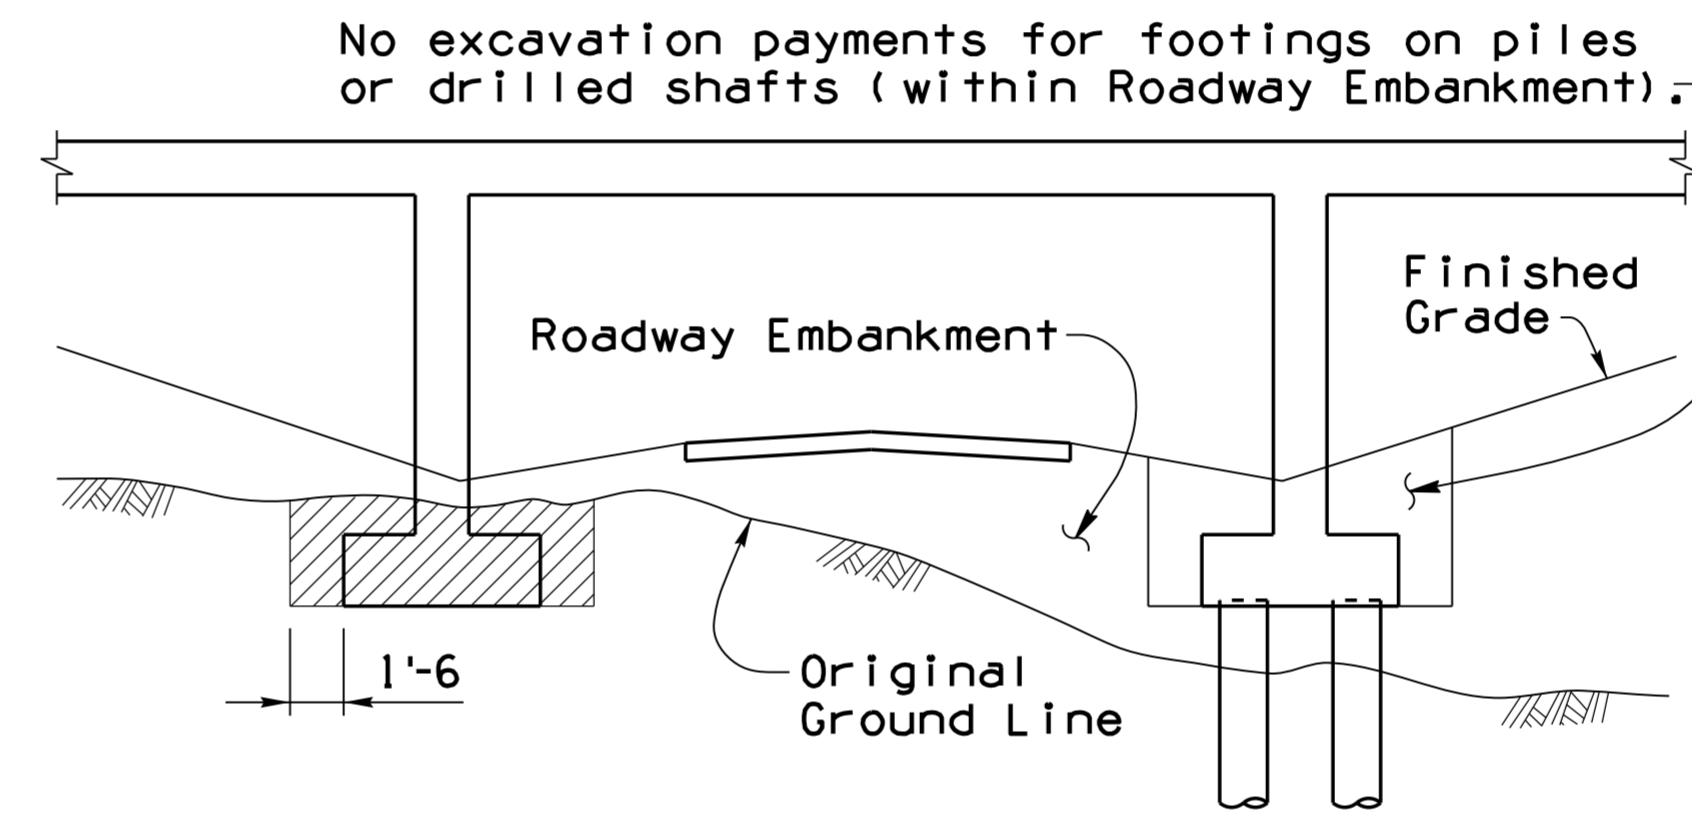 No excavation payments for footings on piles
or drilled shafts (within Roadway Embankment).
Finished
Grade
Roadway Embankment
1'-6
Original
Ground Line